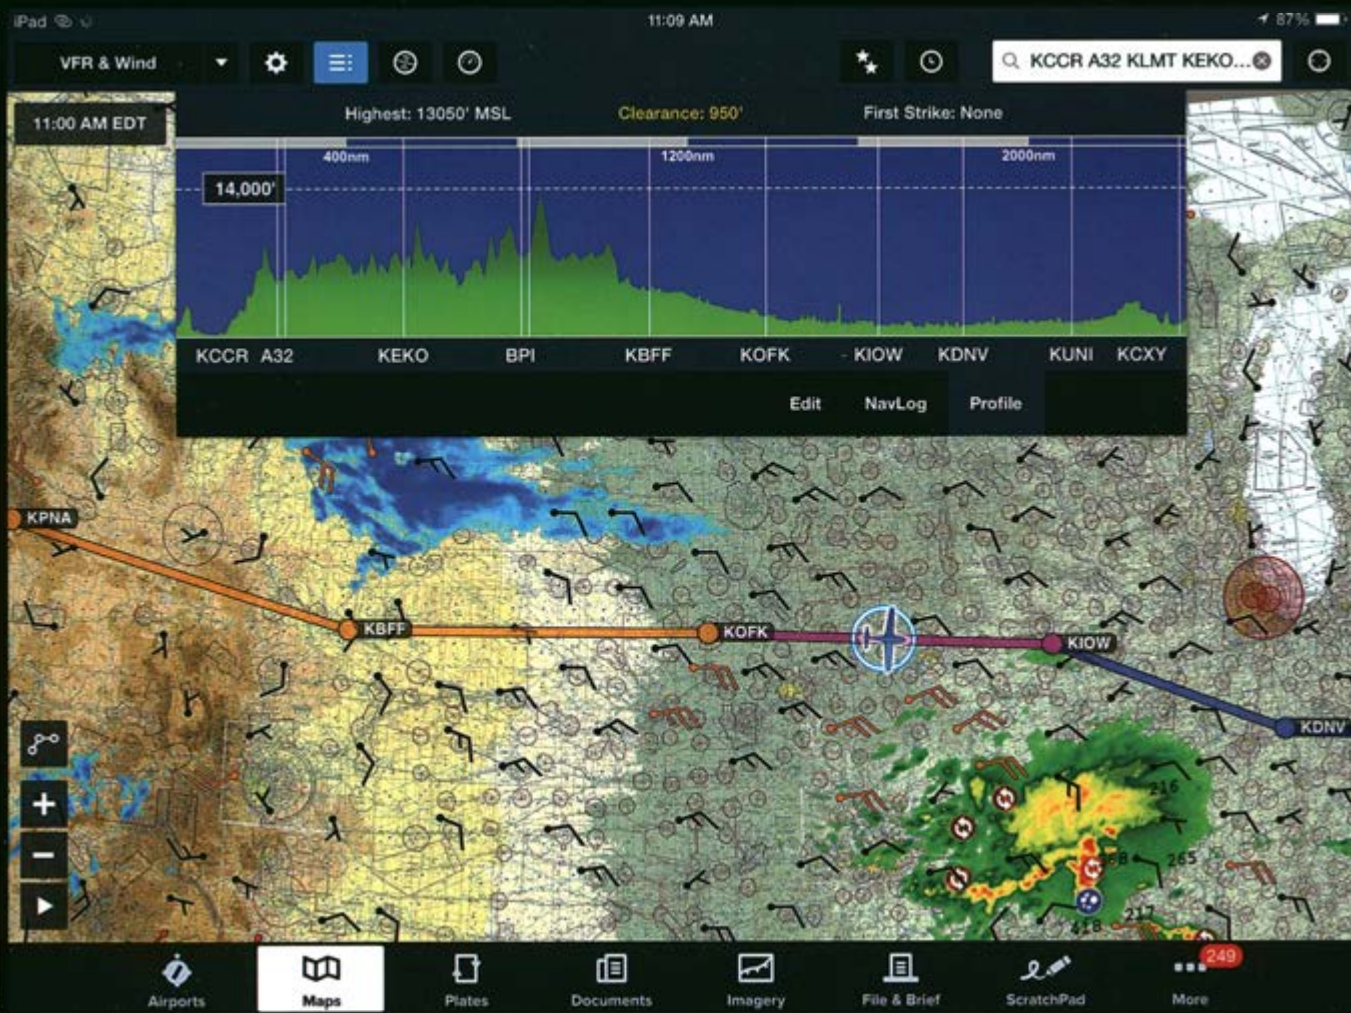 iPad
11:09 AM
87%
VFR & Wind
KCCR A32 KLMT KEKO...
11:00 AM EDT
Highest: 13050' MSL
Clearance: 950'
First Strike: None
400nm
1200nm
2000nm
14,000'
KCCR A32 KEKO BPI KBFF KOFK - KIOW KDNV KUNI KCXY
Edit
NavLog
Profile
KPNA
KBFF
KOFK
KIOW
KDNV
216
265
217
418
Airports
Maps
Plates
Documents
Imagery
File & Brief
ScratchPad
More
249